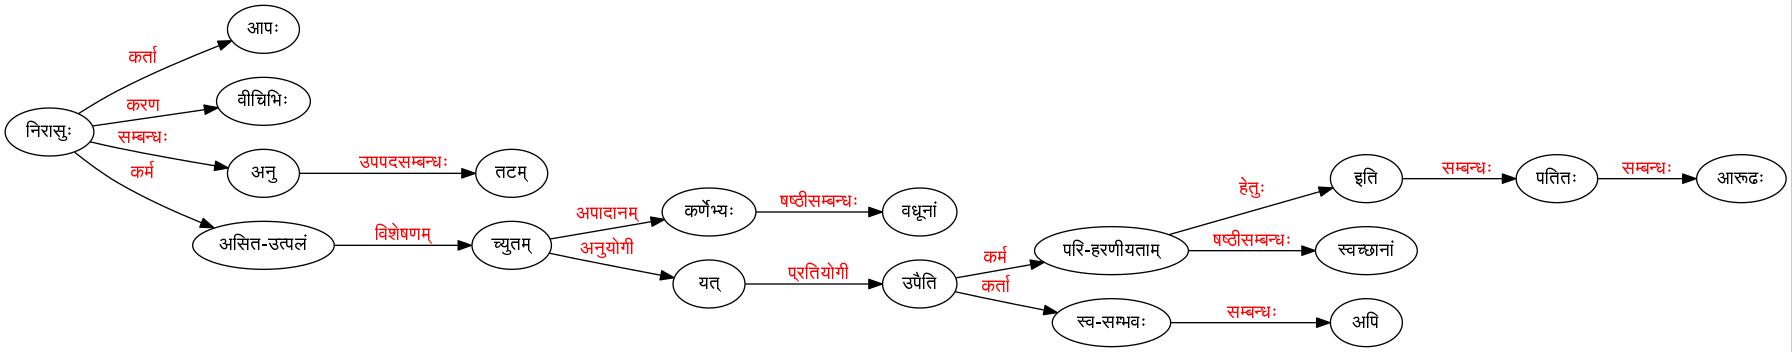 आपः
कर्ता
वीचिभिः
करण
निरासुः
सम्बन्धः
अनु
उपपदसम्बन्धः
तटम्
कर्म
असित-उत्पलं
विशेषणम्
च्युतम्
अपादानम्
कर्णेभ्यः
षष्ठीसम्बन्धः
वधूनां
अनुयोगी
यत्
प्रतियोगी
उपैति
कर्म
परि-हरणीयताम्
हेतुः
इति
सम्बन्धः
पतितः
सम्बन्धः
आरूढः
षष्ठीसम्बन्धः
स्वच्छानां
कर्ता
स्व-सम्भवः
सम्बन्धः
अपि